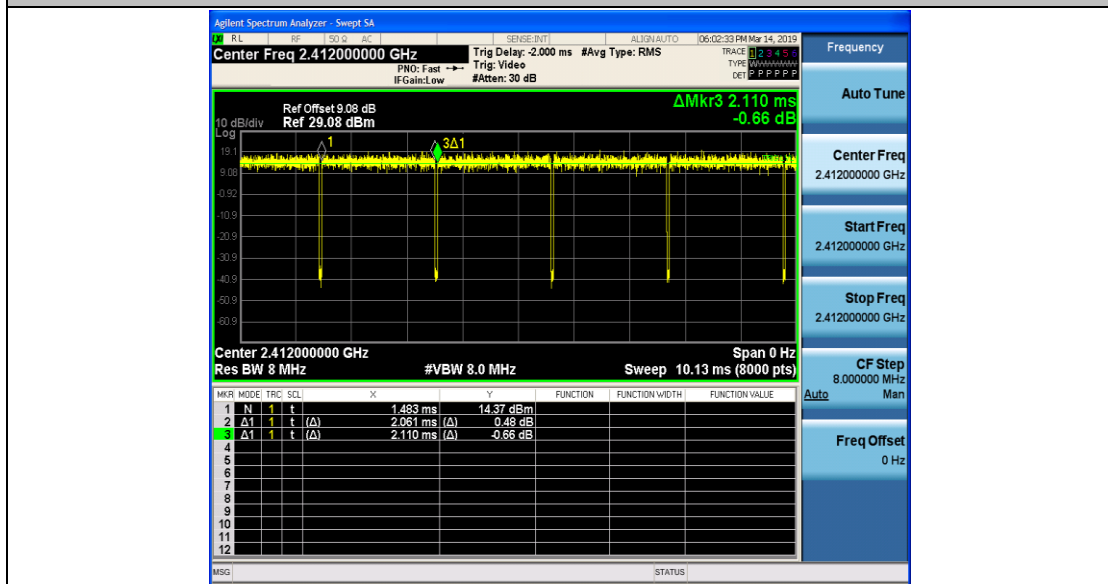 Agilent Spectrum Analyzer - Swept SA
RL RF 50 Ω AC SENSE:INT ALIGN AUTO 06:02:33 PM Mar 14, 2019
Center Freq 2.412000000 GHz
PNO: Fast
IFGain:Low
Trig Delay: -2.000 ms
Trig: Video
#Atten: 30 dB
#Avg Type: RMS
TRACE 1 2 3 4 5 6
TYPE
DET P P P P P P
ΔMkr3 2.110 ms
-0.66 dB
Ref Offset 9.08 dB
10 dB/div Ref 29.08 dBm
Log
1
3Δ1
19.1
9.08
-0.92
-10.9
-20.9
-30.9
-40.9
-50.9
-60.9
Center 2.412000000 GHz Span 0 Hz
Res BW 8 MHz #VBW 8.0 MHz Sweep 10.13 ms (8000 pts)
MKR MODE TRC SCL X Y FUNCTION FUNCTION WIDTH FUNCTION VALUE
1 N 1 t 1.483 ms 14.37 dBm
2 Δ1 1 t (Δ) 2.061 ms (Δ) 0.48 dB
3 Δ1 1 t (Δ) 2.110 ms (Δ) -0.66 dB
4
5
6
7
8
9
10
11
12
MSG STATUS
Frequency
Auto Tune
Center Freq
2.412000000 GHz
Start Freq
2.412000000 GHz
Stop Freq
2.412000000 GHz
CF Step
8.000000 MHz
Auto Man
Freq Offset
0 Hz